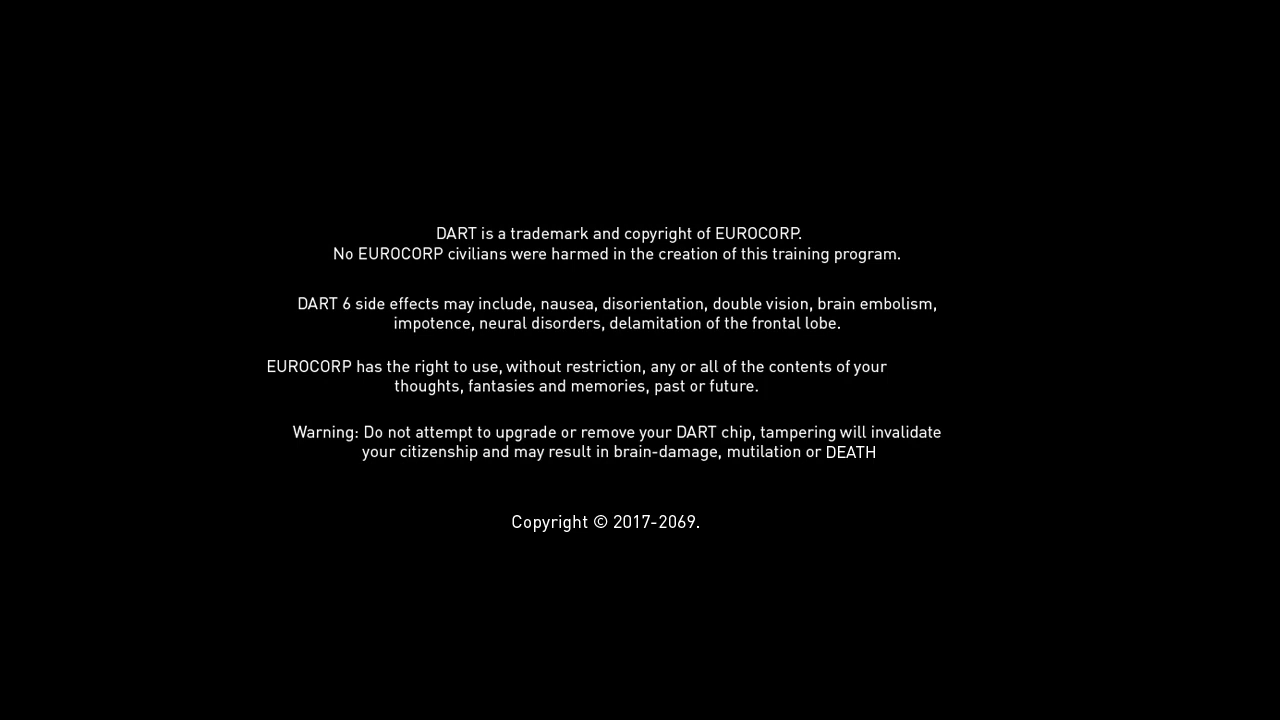 DART is a trademark and copyright of EUROCORP.
No EUROCORP civilians were harmed in the creation of this training program.
DART 6 side effects may include, nausea, disorientation, double vision, brain embolism,
impotence, neural disorders, delamitation of the frontal lobe.
EUROCORP has the right to use, without restriction, any or all of the contents of your
thoughts, fantasies and memories, past or future.
Warning: Do not attempt to upgrade or remove your DART chip, tampering will invalidate
your citizenship and may result in brain-damage, mutilation or DEATH
Copyright © 2017-2069.